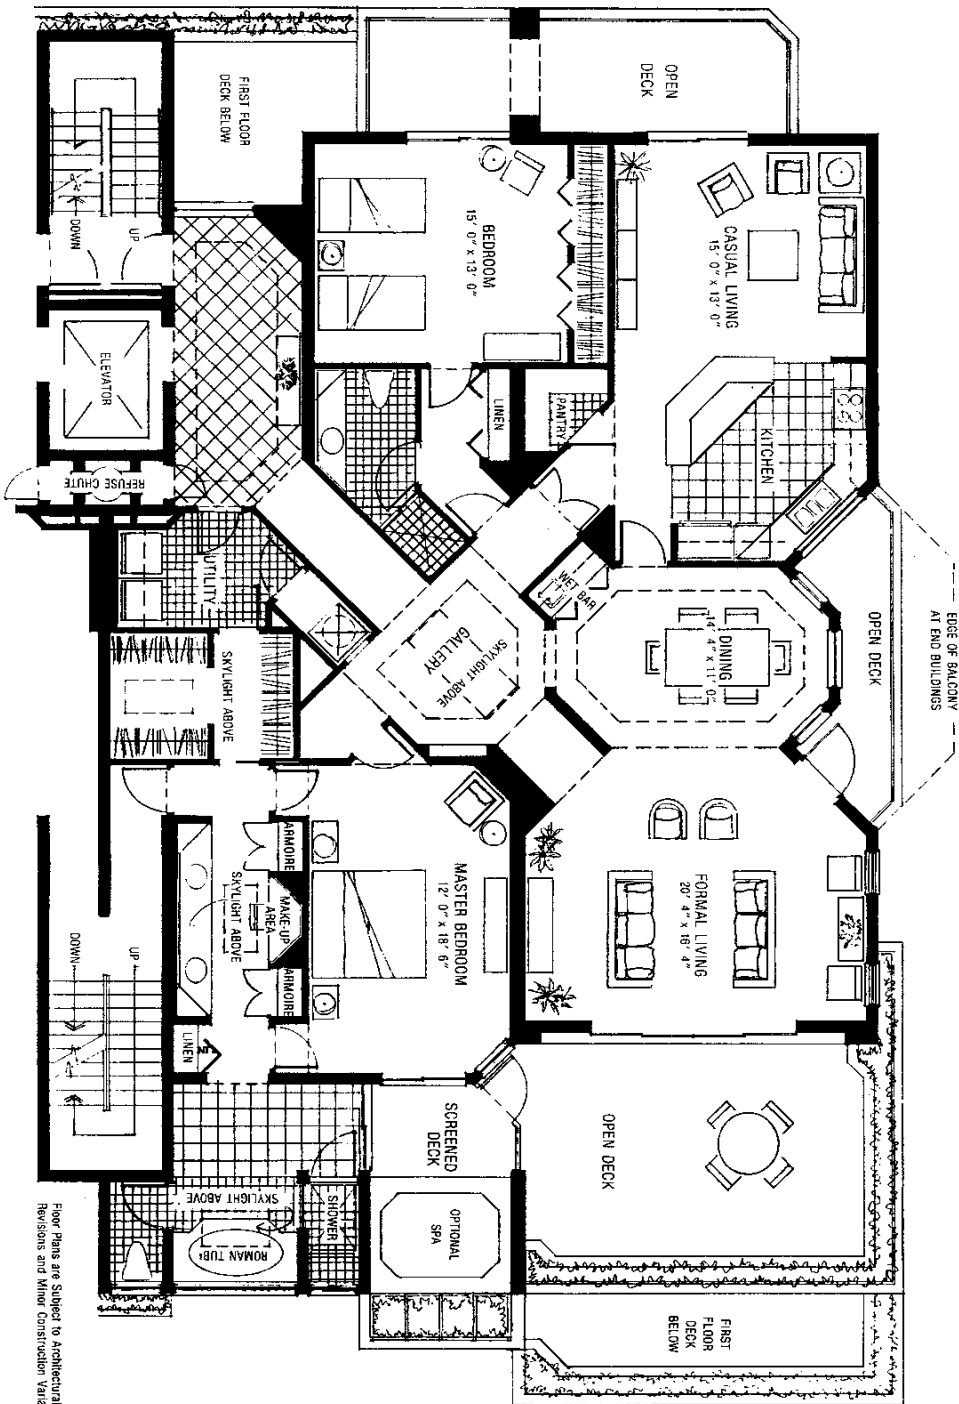 OPEN
DECK
FIRST FLOOR
DECK BELOW
CASUAL LIVING
15' 0" x 13' 0"
BEDROOM
15' 0" x 13' 0"
UP
DOWN
ELEVATOR
REFUSE CHUTE
KITCHEN
PANTRY
LINEN
UTILITY
WET BAR
DINING
14' 4" x 11' 0"
OPEN DECK
EDGE OF BALCONY
AT END BUILDINGS
SKYLIGHT ABOVE
GALLERY
SKYLIGHT ABOVE
FORMAL LIVING
20' 4" x 16' 4"
MASTER BEDROOM
12' 0" x 18' 6"
ARMOIRE
MAKE-UP
AREA
SKYLIGHT ABOVE
ARMOIRE
LINEN
UP
DOWN
OPEN DECK
SCREENED
DECK
OPTIONAL
SPA
SHOWER
SKYLIGHT ABOVE
ROMAN TUB
FIRST
FLOOR
DECK
BELOW
Floor Plans are Subject to Architectural
Revisions and Minor Construction Varia